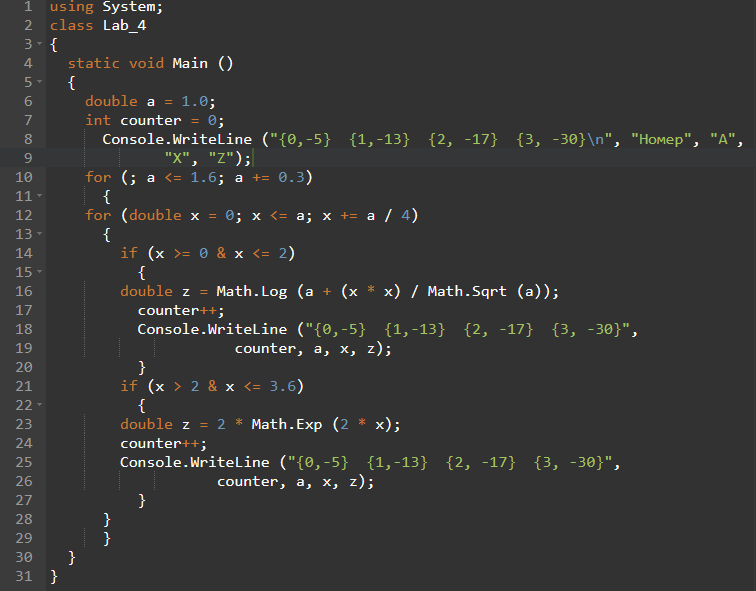 1 using System;
2 class Lab_4
3 {
4 static void Main ()
5 {
6 double a = 1.0;
7 int counter = 0;
8 Console.WriteLine ("{0,-5}  {1,-13}  {2, -17}  {3, -30}\n", "Номер", "A",
9 "X", "Z");
10 for (; a <= 1.6; a += 0.3)
11 {
12 for (double x = 0; x <= a; x += a / 4)
13 {
14 if (x >= 0 & x <= 2)
15 {
16 double z = Math.Log (a + (x * x) / Math.Sqrt (a));
17 counter++;
18 Console.WriteLine ("{0,-5}  {1,-13}  {2, -17}  {3, -30}",
19 counter, a, x, z);
20 }
21 if (x > 2 & x <= 3.6)
22 {
23 double z = 2 * Math.Exp (2 * x);
24 counter++;
25 Console.WriteLine ("{0,-5}  {1,-13}  {2, -17}  {3, -30}",
26 counter, a, x, z);
27 }
28 }
29 }
30 }
31 }